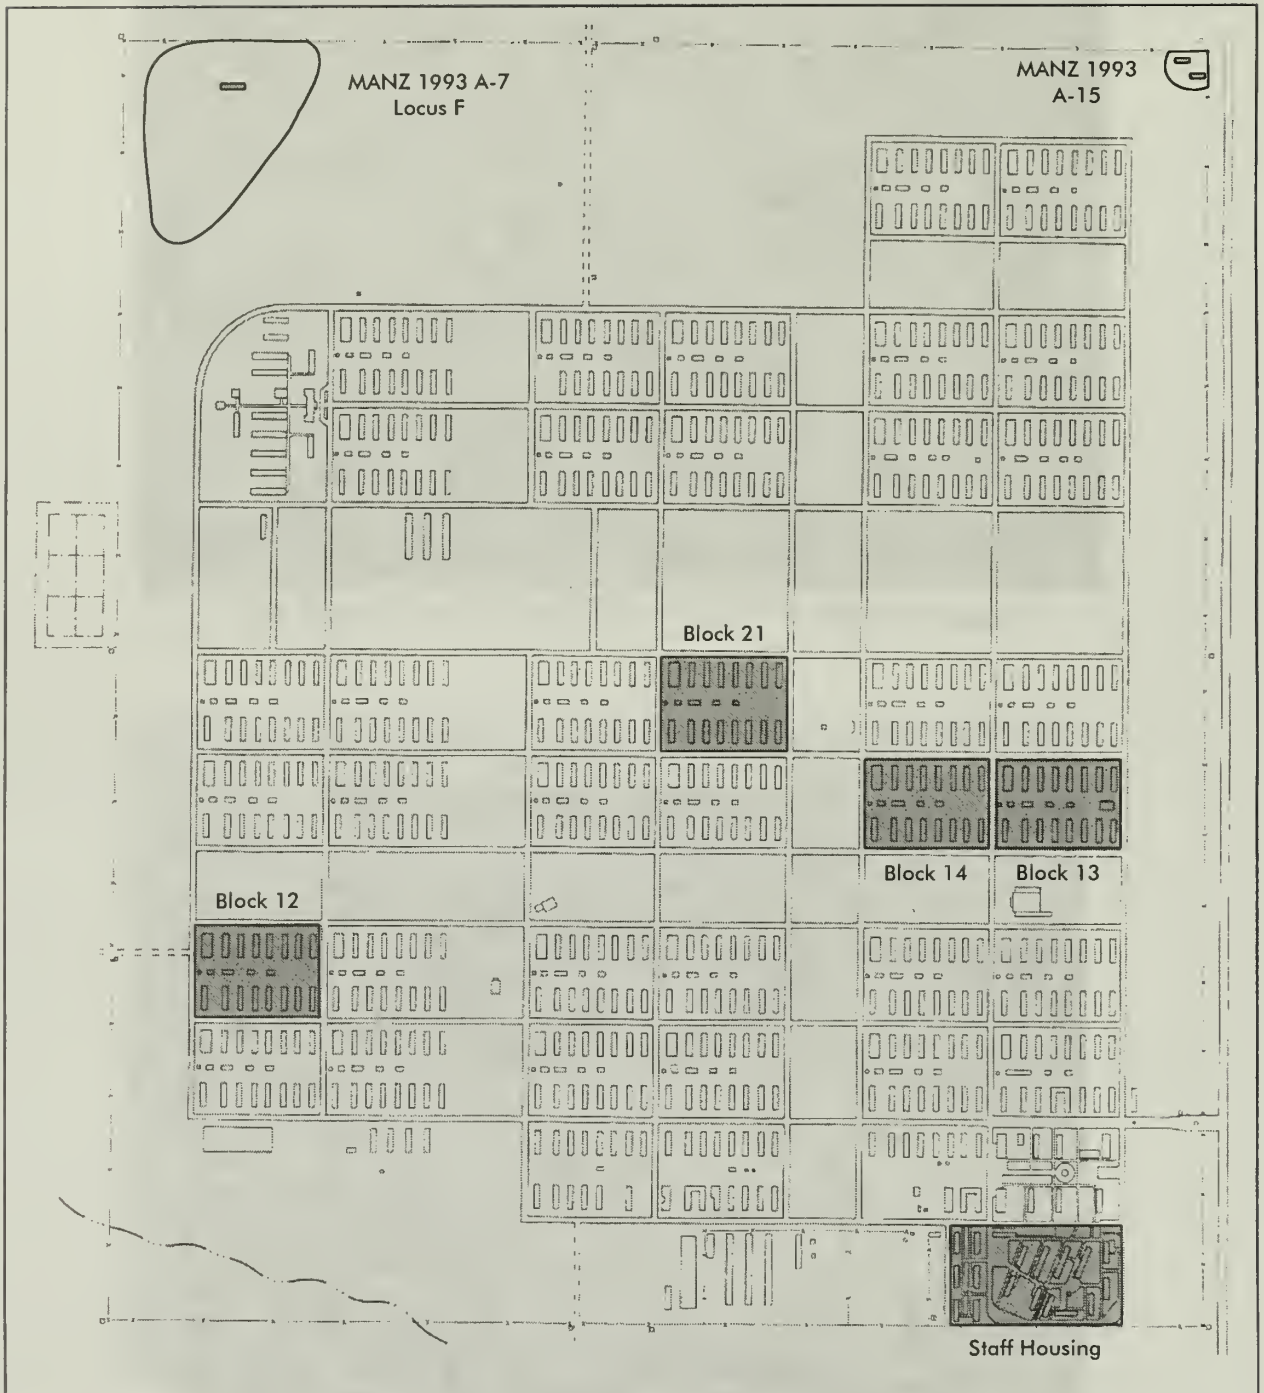 MANZ 1993 A-7
Locus F
MANZ 1993
A-15
Block 21
Block 14
Block 13
Block 12
Staff Housing